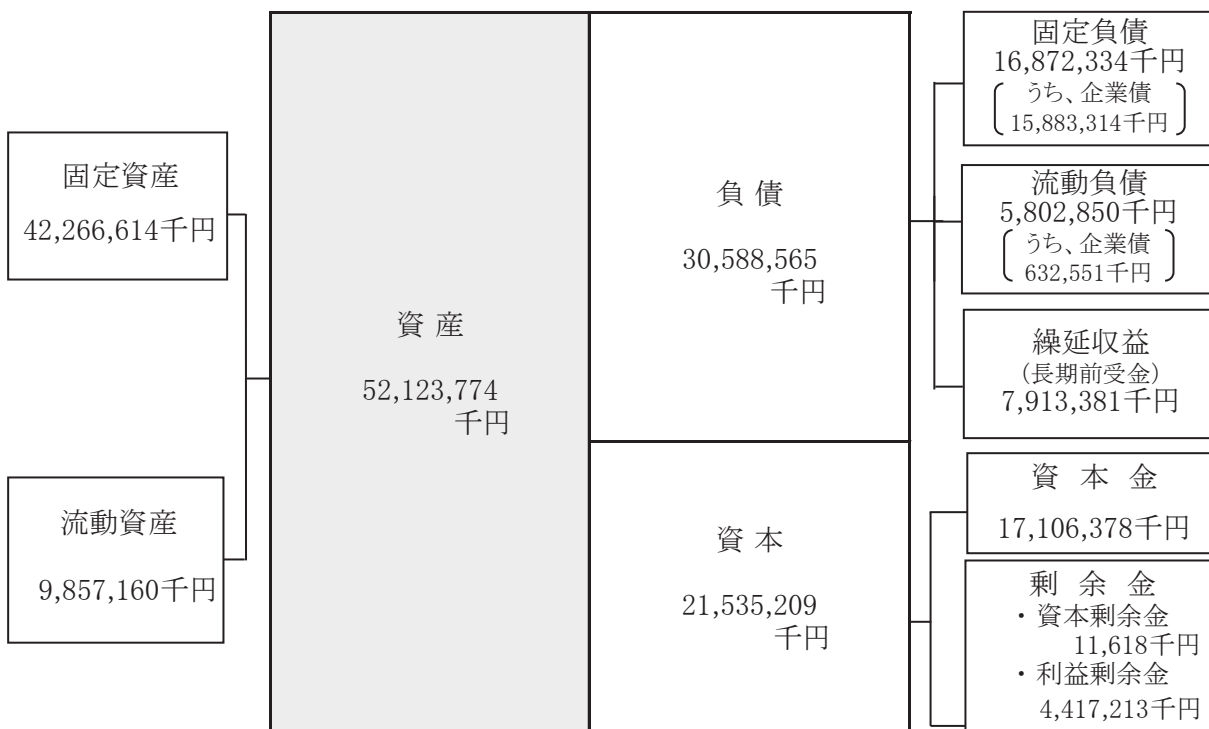 固定資産
42,266,614千円
流動資産
9,857,160千円
資 産
52,123,774
千円
負 債
30,588,565
千円
資 本
21,535,209
千円
固定負債
16,872,334千円
うち、企業債
15,883,314千円
流動負債
5,802,850千円
うち、企業債
632,551千円
繰延収益
(長期前受金)
7,913,381千円
資 本 金
17,106,378千円
剰 余 金
・資本剰余金
11,618千円
・利益剰余金
4,417,213千円